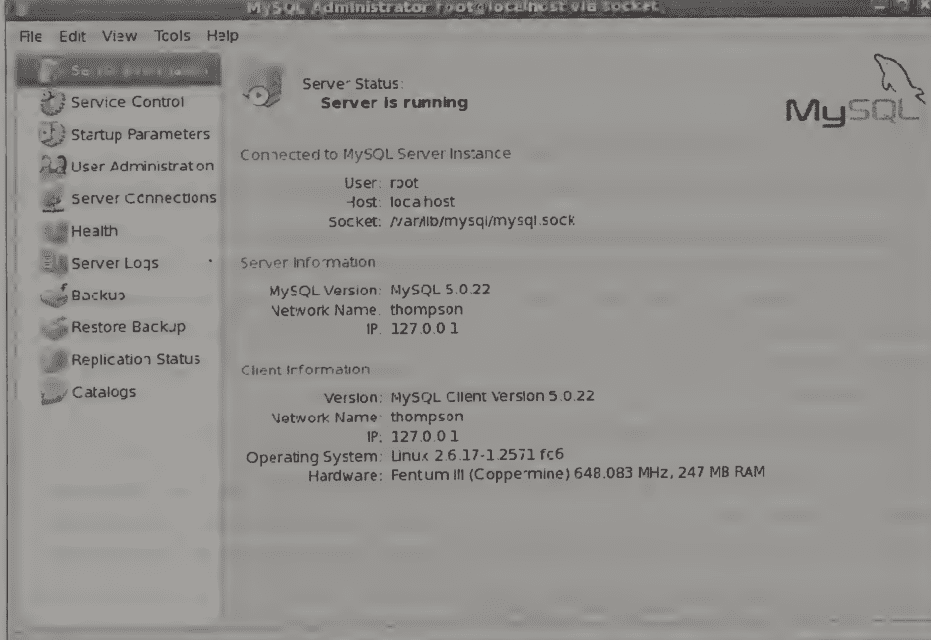 MySQL Administrator root@localhost via socket
File Edit View Tools Help
Service Control
Startup Parameters
User Administration
Server Connections
Health
Server Logs
Backup
Restore Backup
Replication Status
Catalogs
Server Status:
Server is running
MySQL
Connected to MySQL Server Instance
User: root
Host: localhost
Socket: /var/lib/mysql/mysql.sock
Server Information
MySQL Version: MySQL 5.0.22
Network Name: thompson
IP: 127.0.0.1
Client Information
Version: MySQL Client Version 5.0.22
Network Name: thompson
IP: 127.0.0.1
Operating System: Linux 2.6.17-1.2571.fc6
Hardware: Pentium III (Coppermine) 648.083 MHz, 247 MB RAM